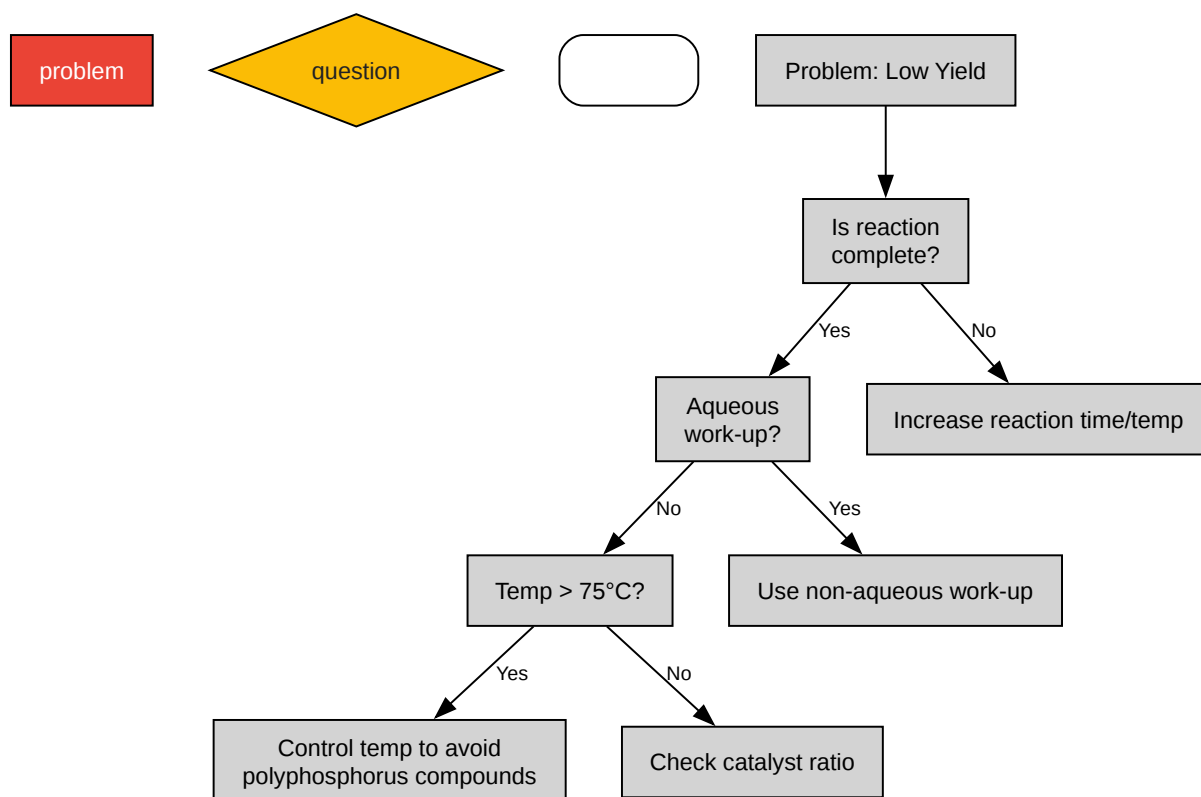 problem
question
Problem: Low Yield
Is reaction
complete?
Yes
No
Aqueous
work-up?
Increase reaction time/temp
No
Yes
Temp > 75°C?
Use non-aqueous work-up
Yes
No
Control temp to avoid
polyphosphorus compounds
Check catalyst ratio